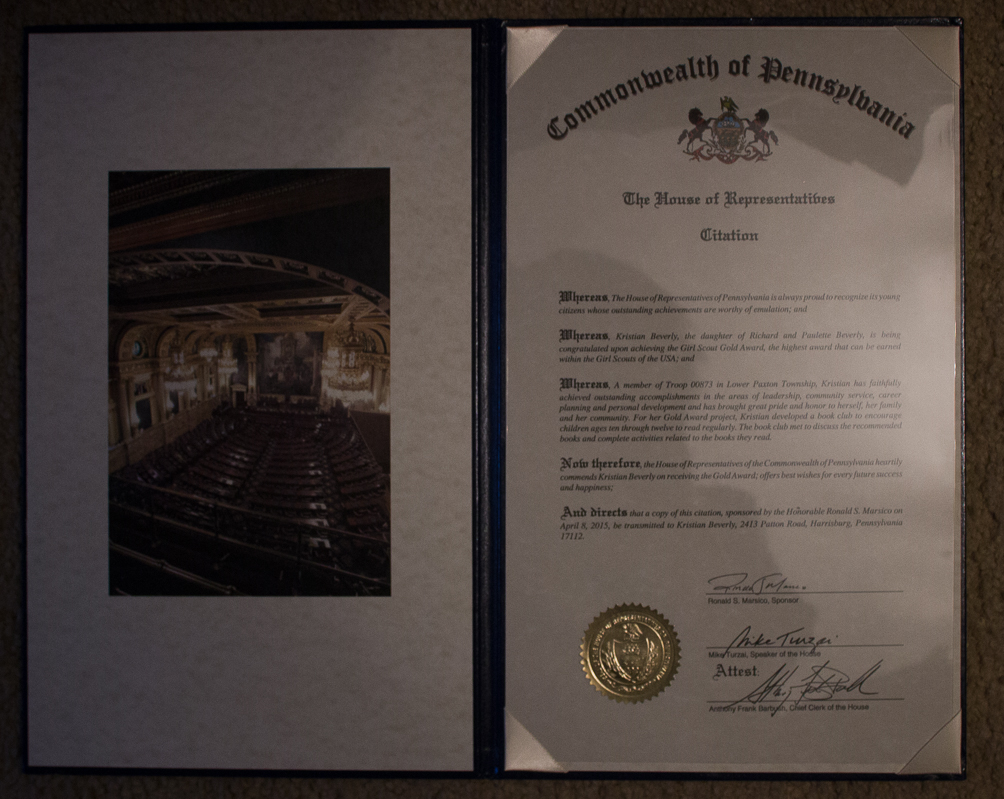 Commonwealth of Pennsylvania
The House of Representatives
Citation
Whereas, The House of Representatives of Pennsylvania is always proud to recognize its young
citizens whose outstanding achievements are worthy of emulation; and
Whereas, Kristian Beverly, the daughter of Richard and Paulette Beverly, is being
congratulated upon achieving the Girl Scout Gold Award, the highest award that can be earned
within the Girl Scouts of the USA; and
Whereas, A member of Troop 00673 in Lower Paxton Township, Kristian has faithfully
achieved outstanding accomplishments in the areas of leadership, community service, career
planning and personal development and has brought great pride and honor to herself, her family
and her community. For her Gold Award project, Kristian developed a book club to encourage
children ages ten through twelve to read regularly. The book club met to discuss the recommended
books and complete activities related to the books they read.
Now therefore, the House of Representatives of the Commonwealth of Pennsylvania heartily
commends Kristian Beverly on receiving the Gold Award; offers best wishes for every future success
and happiness;
And directs that a copy of this citation, sponsored by the Honorable Ronald S. Marsico on
April 8, 2015, be transmitted to Kristian Beverly, 2413 Patton Road, Harrisburg, Pennsylvania
17112.
Ronald S. Marsico, Sponsor
Mike Turzai
Mike Turzai, Speaker of the House
Attest:
Anthony Frank Barbush, Chief Clerk of the House